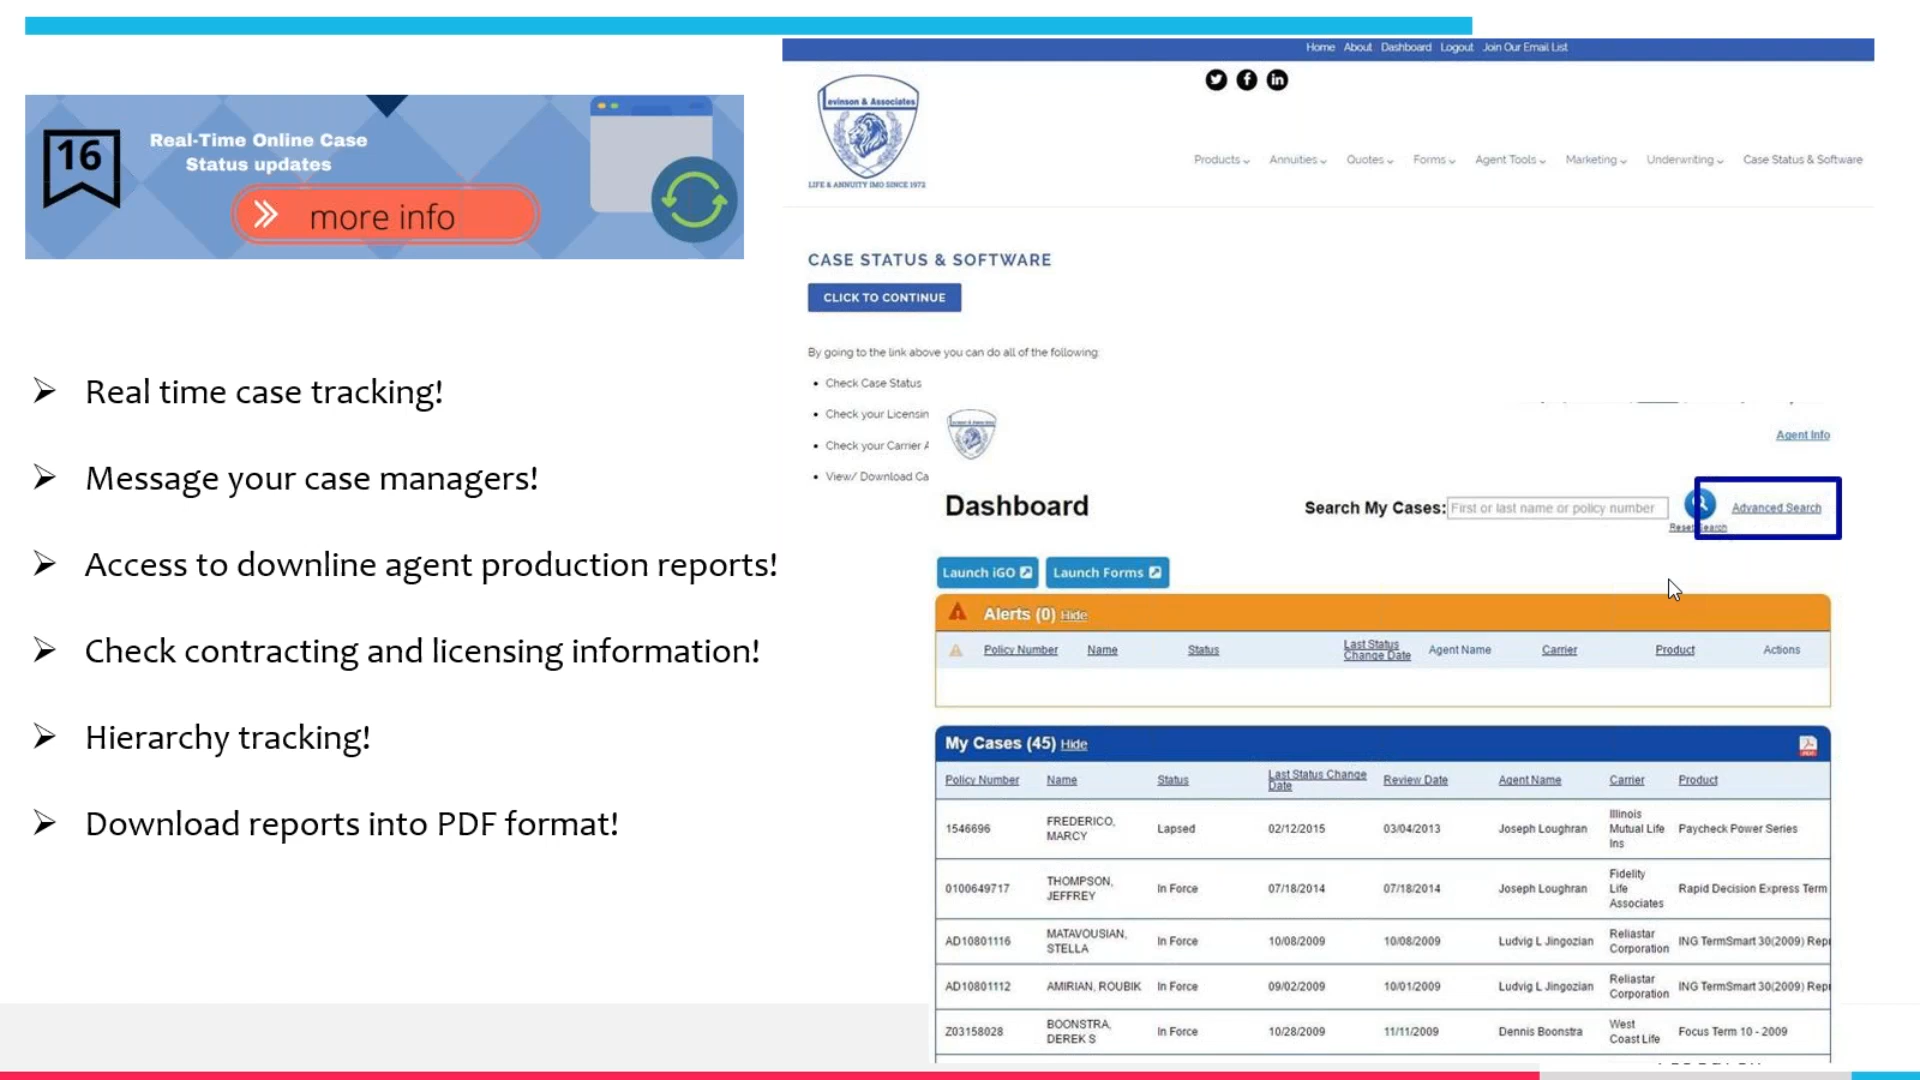 16
Real-Time Online Case
Status updates
more info
Real time case tracking!
Message your case managers!
Access to downline agent production reports!
Check contracting and licensing information!
Hierarchy tracking!
Download reports into PDF format!
Home About Dashboard Logout Join Our Email List
Levinson & Associates
LIFE & ANNUITY IMO SINCE 1972
Products Annuities Quotes Forms Agent Tools Marketing Underwriting Case Status & Software
CASE STATUS & SOFTWARE
CLICK TO CONTINUE
By going to the link above you can do all of the following:
Check Case Status
Check your Licensin
Check your Carrier A
View/ Download Ca
Agent Info
Dashboard
Search My Cases: First or last name or policy number
Advanced Search
Reset Search
Launch iGO Launch Forms
Alerts (0) Hide
Policy Number Name Status Last Status Change Date Agent Name Carrier Product Actions
My Cases (45) Hide
Policy Number Name Status Last Status Change Date Review Date Agent Name Carrier Product
1546696 FREDERICO, MARCY Lapsed 02/12/2015 03/04/2013 Joseph Loughran Illinois Mutual Life Ins Paycheck Power Series
0100649717 THOMPSON, JEFFREY In Force 07/18/2014 07/18/2014 Joseph Loughran Fidelity Life Associates Rapid Decision Express Term
AD10801116 MATAVOUSIAN, STELLA In Force 10/08/2009 10/08/2009 Ludvig L Jingozian Reliastar Corporation ING TermSmart 30(2009) Repr
AD10801112 AMIRIAN, ROUBIK In Force 09/02/2009 10/01/2009 Ludvig L Jingozian Reliastar Corporation ING TermSmart 30(2009) Repr
Z03158028 BOONSTRA, DEREK S In Force 10/28/2009 11/11/2009 Dennis Boonstra West Coast Life Focus Term 10 - 2009